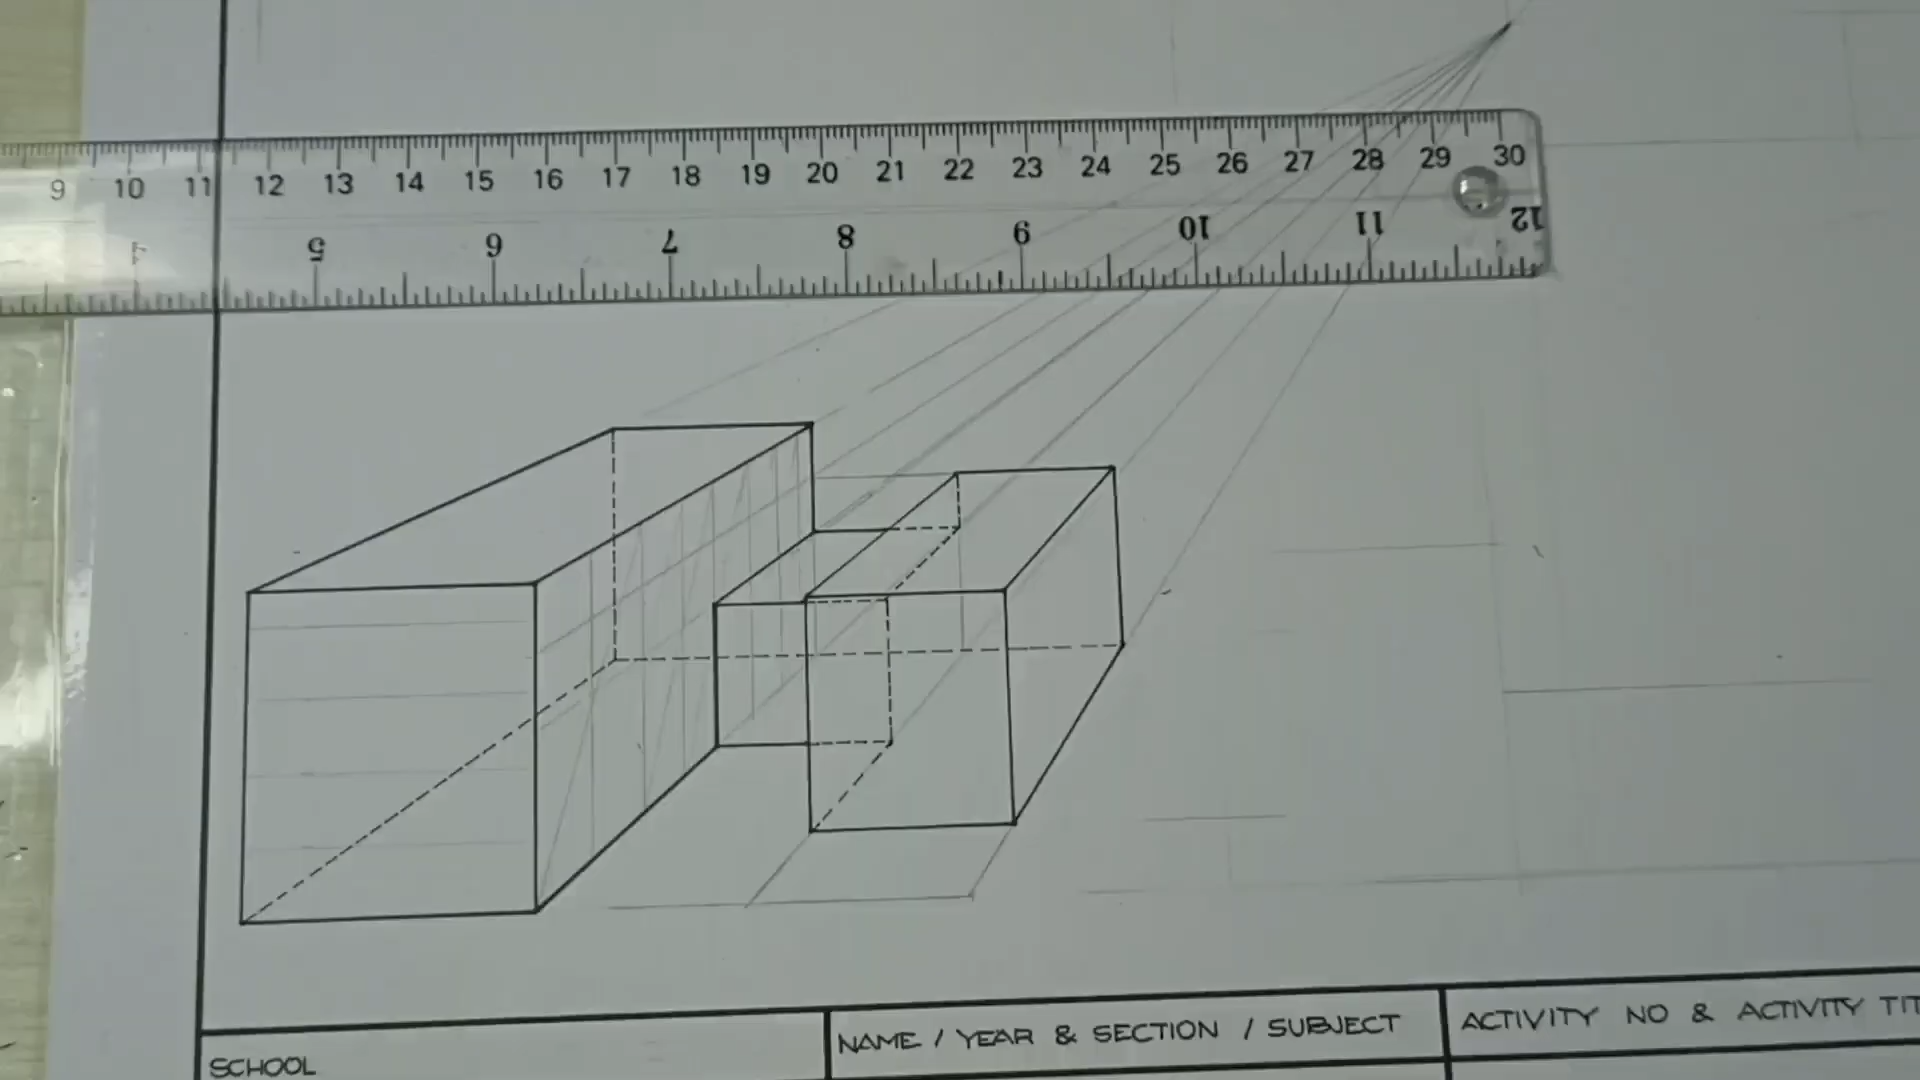 9 10 11 12 13 14 15 16 17 18 19 20 21 22 23 24 25 26 27 28 29 30
4 5 6 7 8 9 10 11 12
NAME / YEAR & SECTION / SUBJECT
ACTIVITY NO & ACTIVITY TIT
SCHOOL